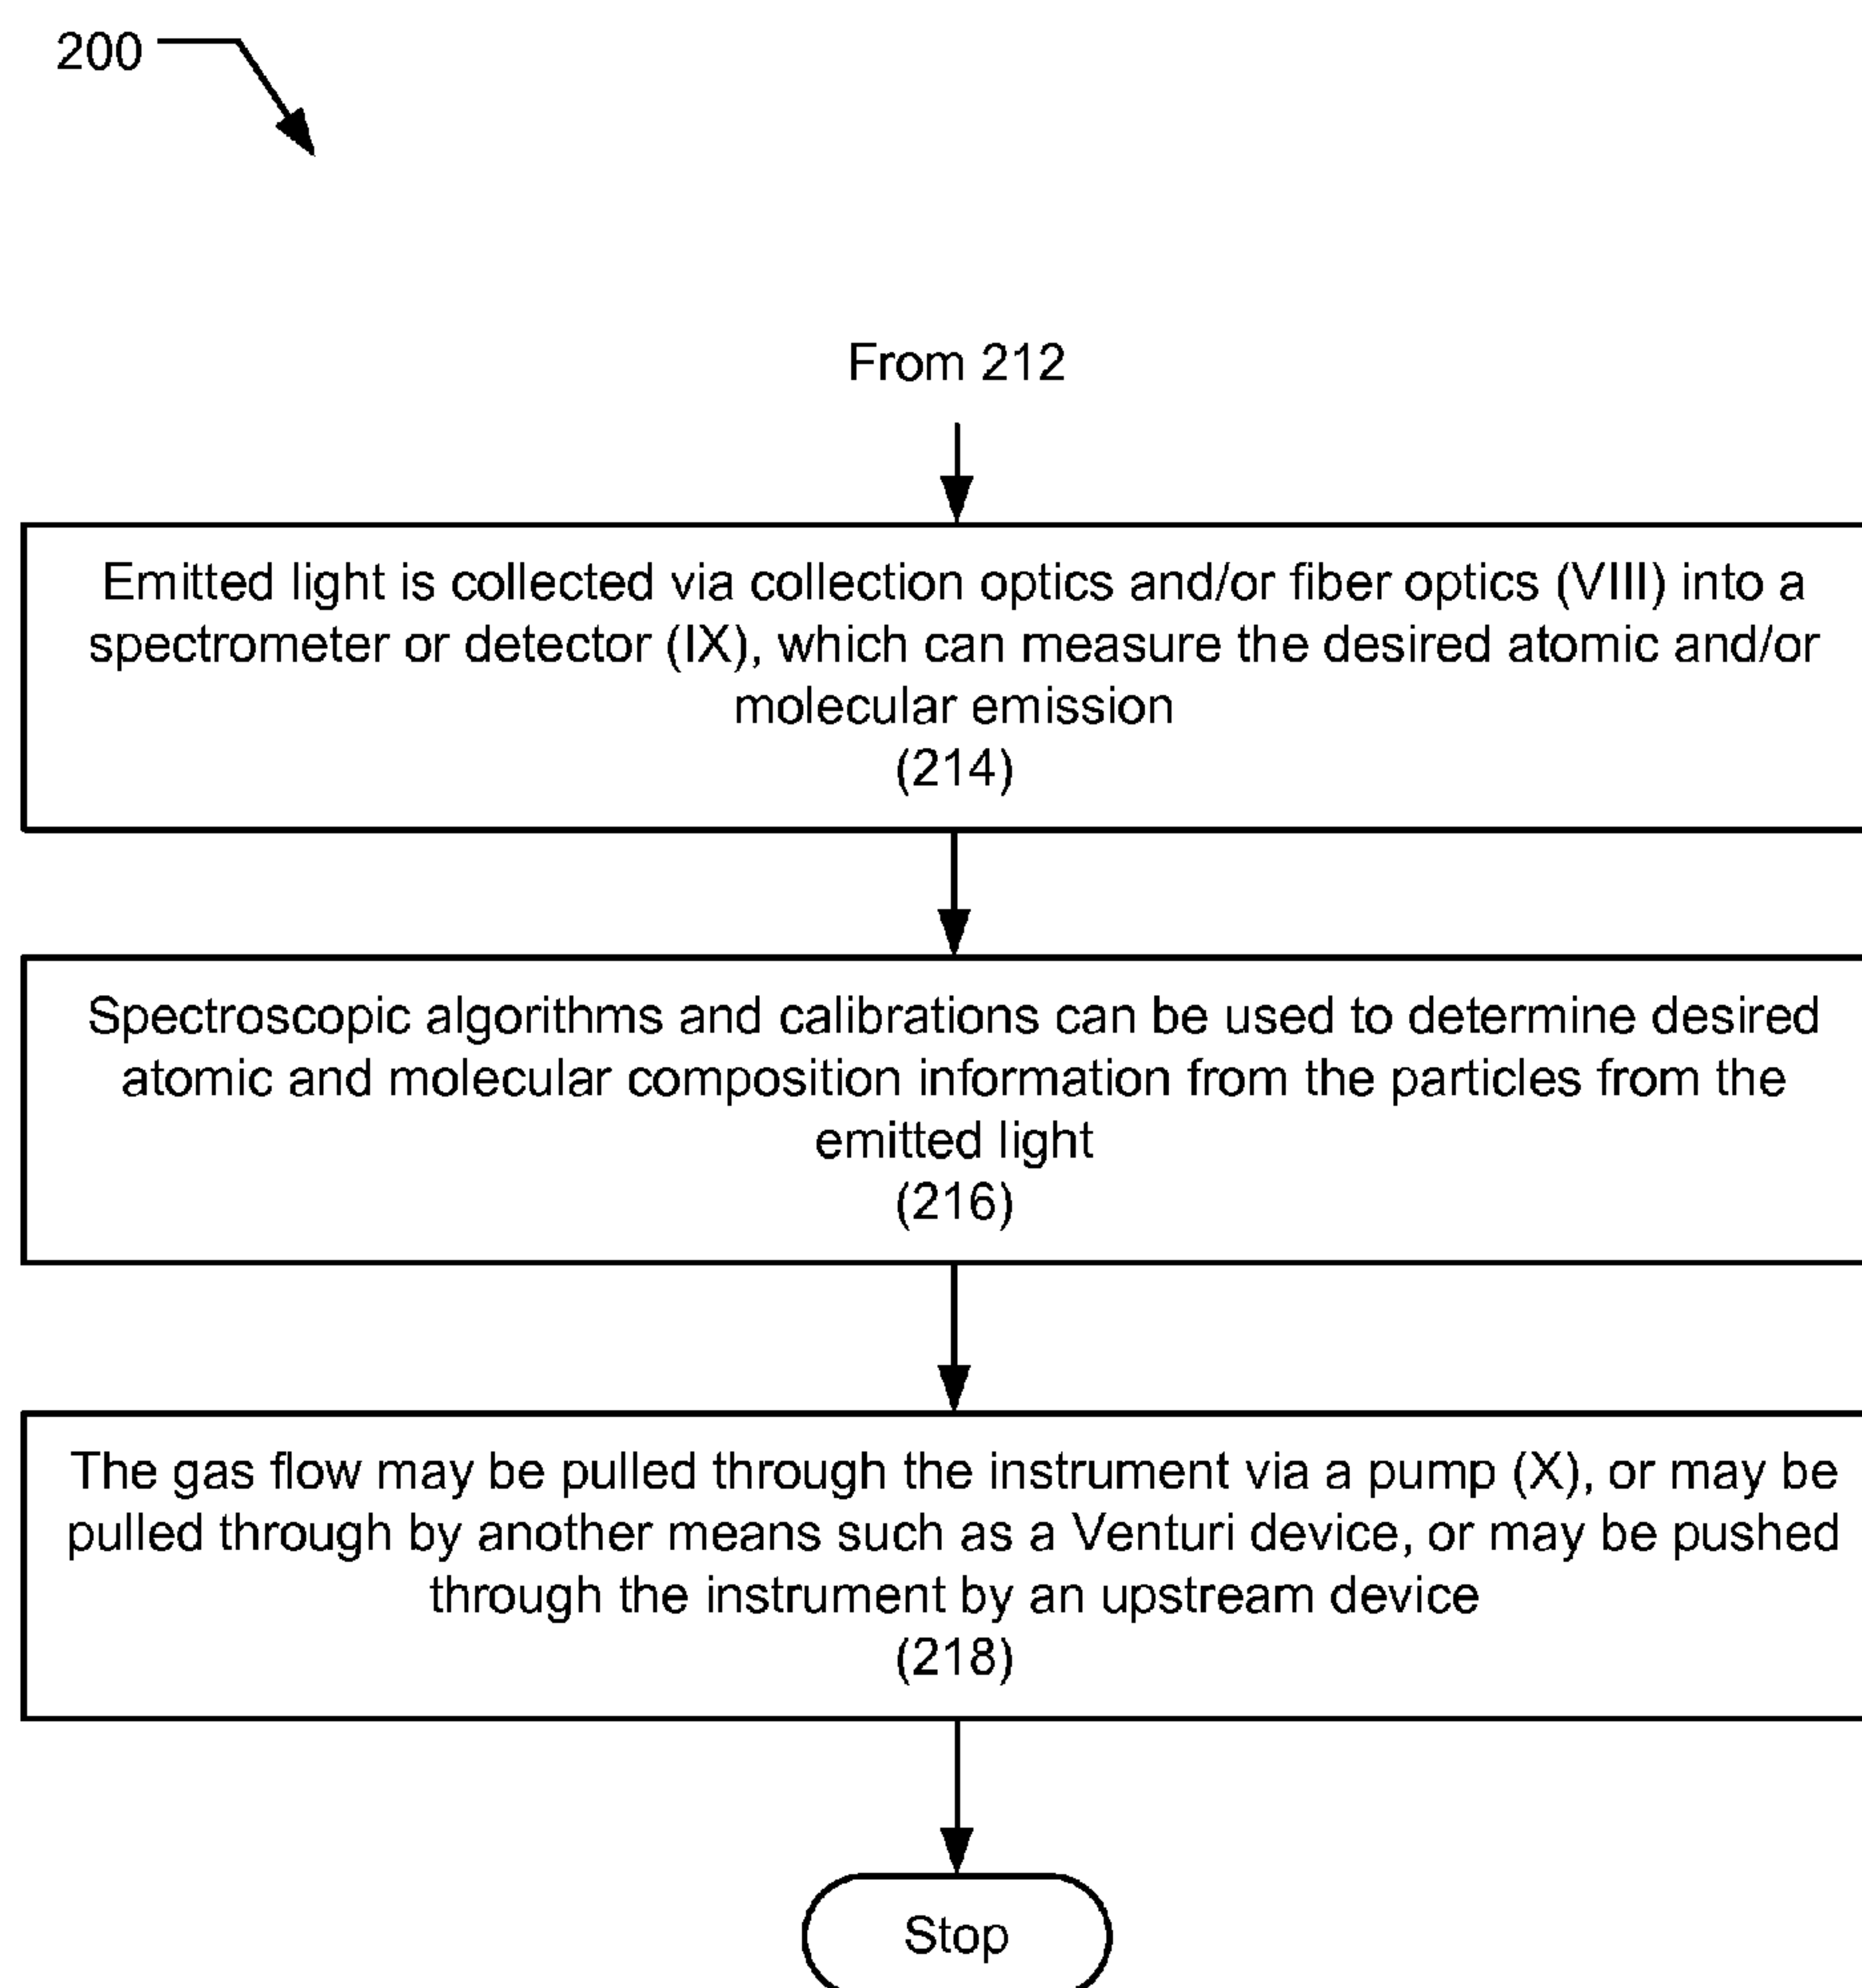 200
From 212
Emitted light is collected via collection optics and/or fiber optics (VIII) into a
spectrometer or detector (IX), which can measure the desired atomic and/or
molecular emission
(214)
Spectroscopic algorithms and calibrations can be used to determine desired
atomic and molecular composition information from the particles from the
emitted light
(216)
The gas flow may be pulled through the instrument via a pump (X), or may be
pulled through by another means such as a Venturi device, or may be pushed
through the instrument by an upstream device
(218)
Stop